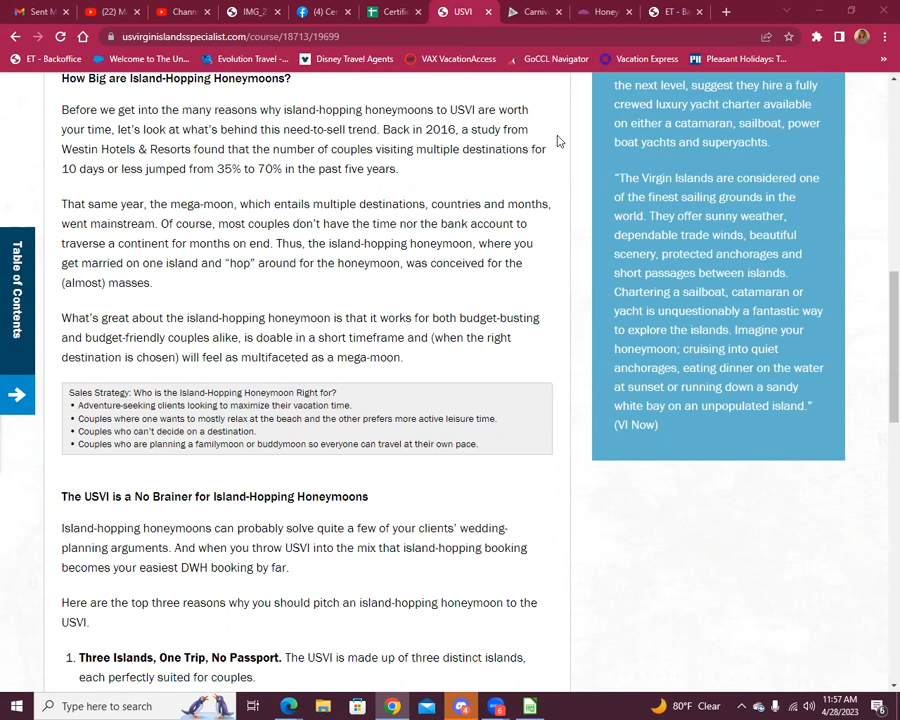 Sent M
(22) M
Chann
IMG_2
(4) Cer
Certific
USVI
Carniv
Honey
ET - Ba
usvirginislandsspecialist.com/course/18713/19699
ET - Backoffice
Welcome to The Un...
Evolution Travel -...
Disney Travel Agents
VAX VacationAccess
GoCCL Navigator
Vacation Express
Pleasant Holidays: T...
How Big are Island-Hopping Honeymoons?
Before we get into the many reasons why island-hopping honeymoons to USVI are worth
your time, let's look at what's behind this need-to-sell trend. Back in 2016, a study from
Westin Hotels & Resorts found that the number of couples visiting multiple destinations for
10 days or less jumped from 35% to 70% in the past five years.
That same year, the mega-moon, which entails multiple destinations, countries and months,
went mainstream. Of course, most couples don't have the time nor the bank account to
traverse a continent for months on end. Thus, the island-hopping honeymoon, where you
get married on one island and "hop" around for the honeymoon, was conceived for the
(almost) masses.
What's great about the island-hopping honeymoon is that it works for both budget-busting
and budget-friendly couples alike, is doable in a short timeframe and (when the right
destination is chosen) will feel as multifaceted as a mega-moon.
Sales Strategy: Who is the Island-Hopping Honeymoon Right for?
• Adventure-seeking clients looking to maximize their vacation time.
• Couples where one wants to mostly relax at the beach and the other prefers more active leisure time.
• Couples who can't decide on a destination.
• Couples who are planning a familymoon or buddymoon so everyone can travel at their own pace.
The USVI is a No Brainer for Island-Hopping Honeymoons
Island-hopping honeymoons can probably solve quite a few of your clients' wedding-
planning arguments. And when you throw USVI into the mix that island-hopping booking
becomes your easiest DWH booking by far.
Here are the top three reasons why you should pitch an island-hopping honeymoon to the
USVI.
1. Three Islands, One Trip, No Passport. The USVI is made up of three distinct islands,
each perfectly suited for couples.
the next level, suggest they hire a fully
crewed luxury yacht charter available
on either a catamaran, sailboat, power
boat yachts and superyachts.
"The Virgin Islands are considered one
of the finest sailing grounds in the
world. They offer sunny weather,
dependable trade winds, beautiful
scenery, protected anchorages and
short passages between islands.
Chartering a sailboat, catamaran or
yacht is unquestionably a fantastic way
to explore the islands. Imagine your
honeymoon; cruising into quiet
anchorages, eating dinner on the water
at sunset or running down a sandy
white bay on an unpopulated island."
(VI Now)
Table of Contents
Type here to search
80°F Clear
11:57 AM
4/28/2023